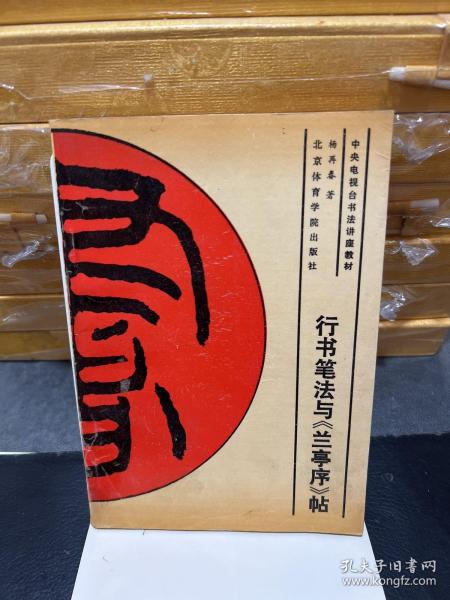 中央电视台书法讲座教材
杨再春著
北京体育学院出版社
行书笔法与《兰亭序》帖
孔夫子旧书网
www.kongfz.com